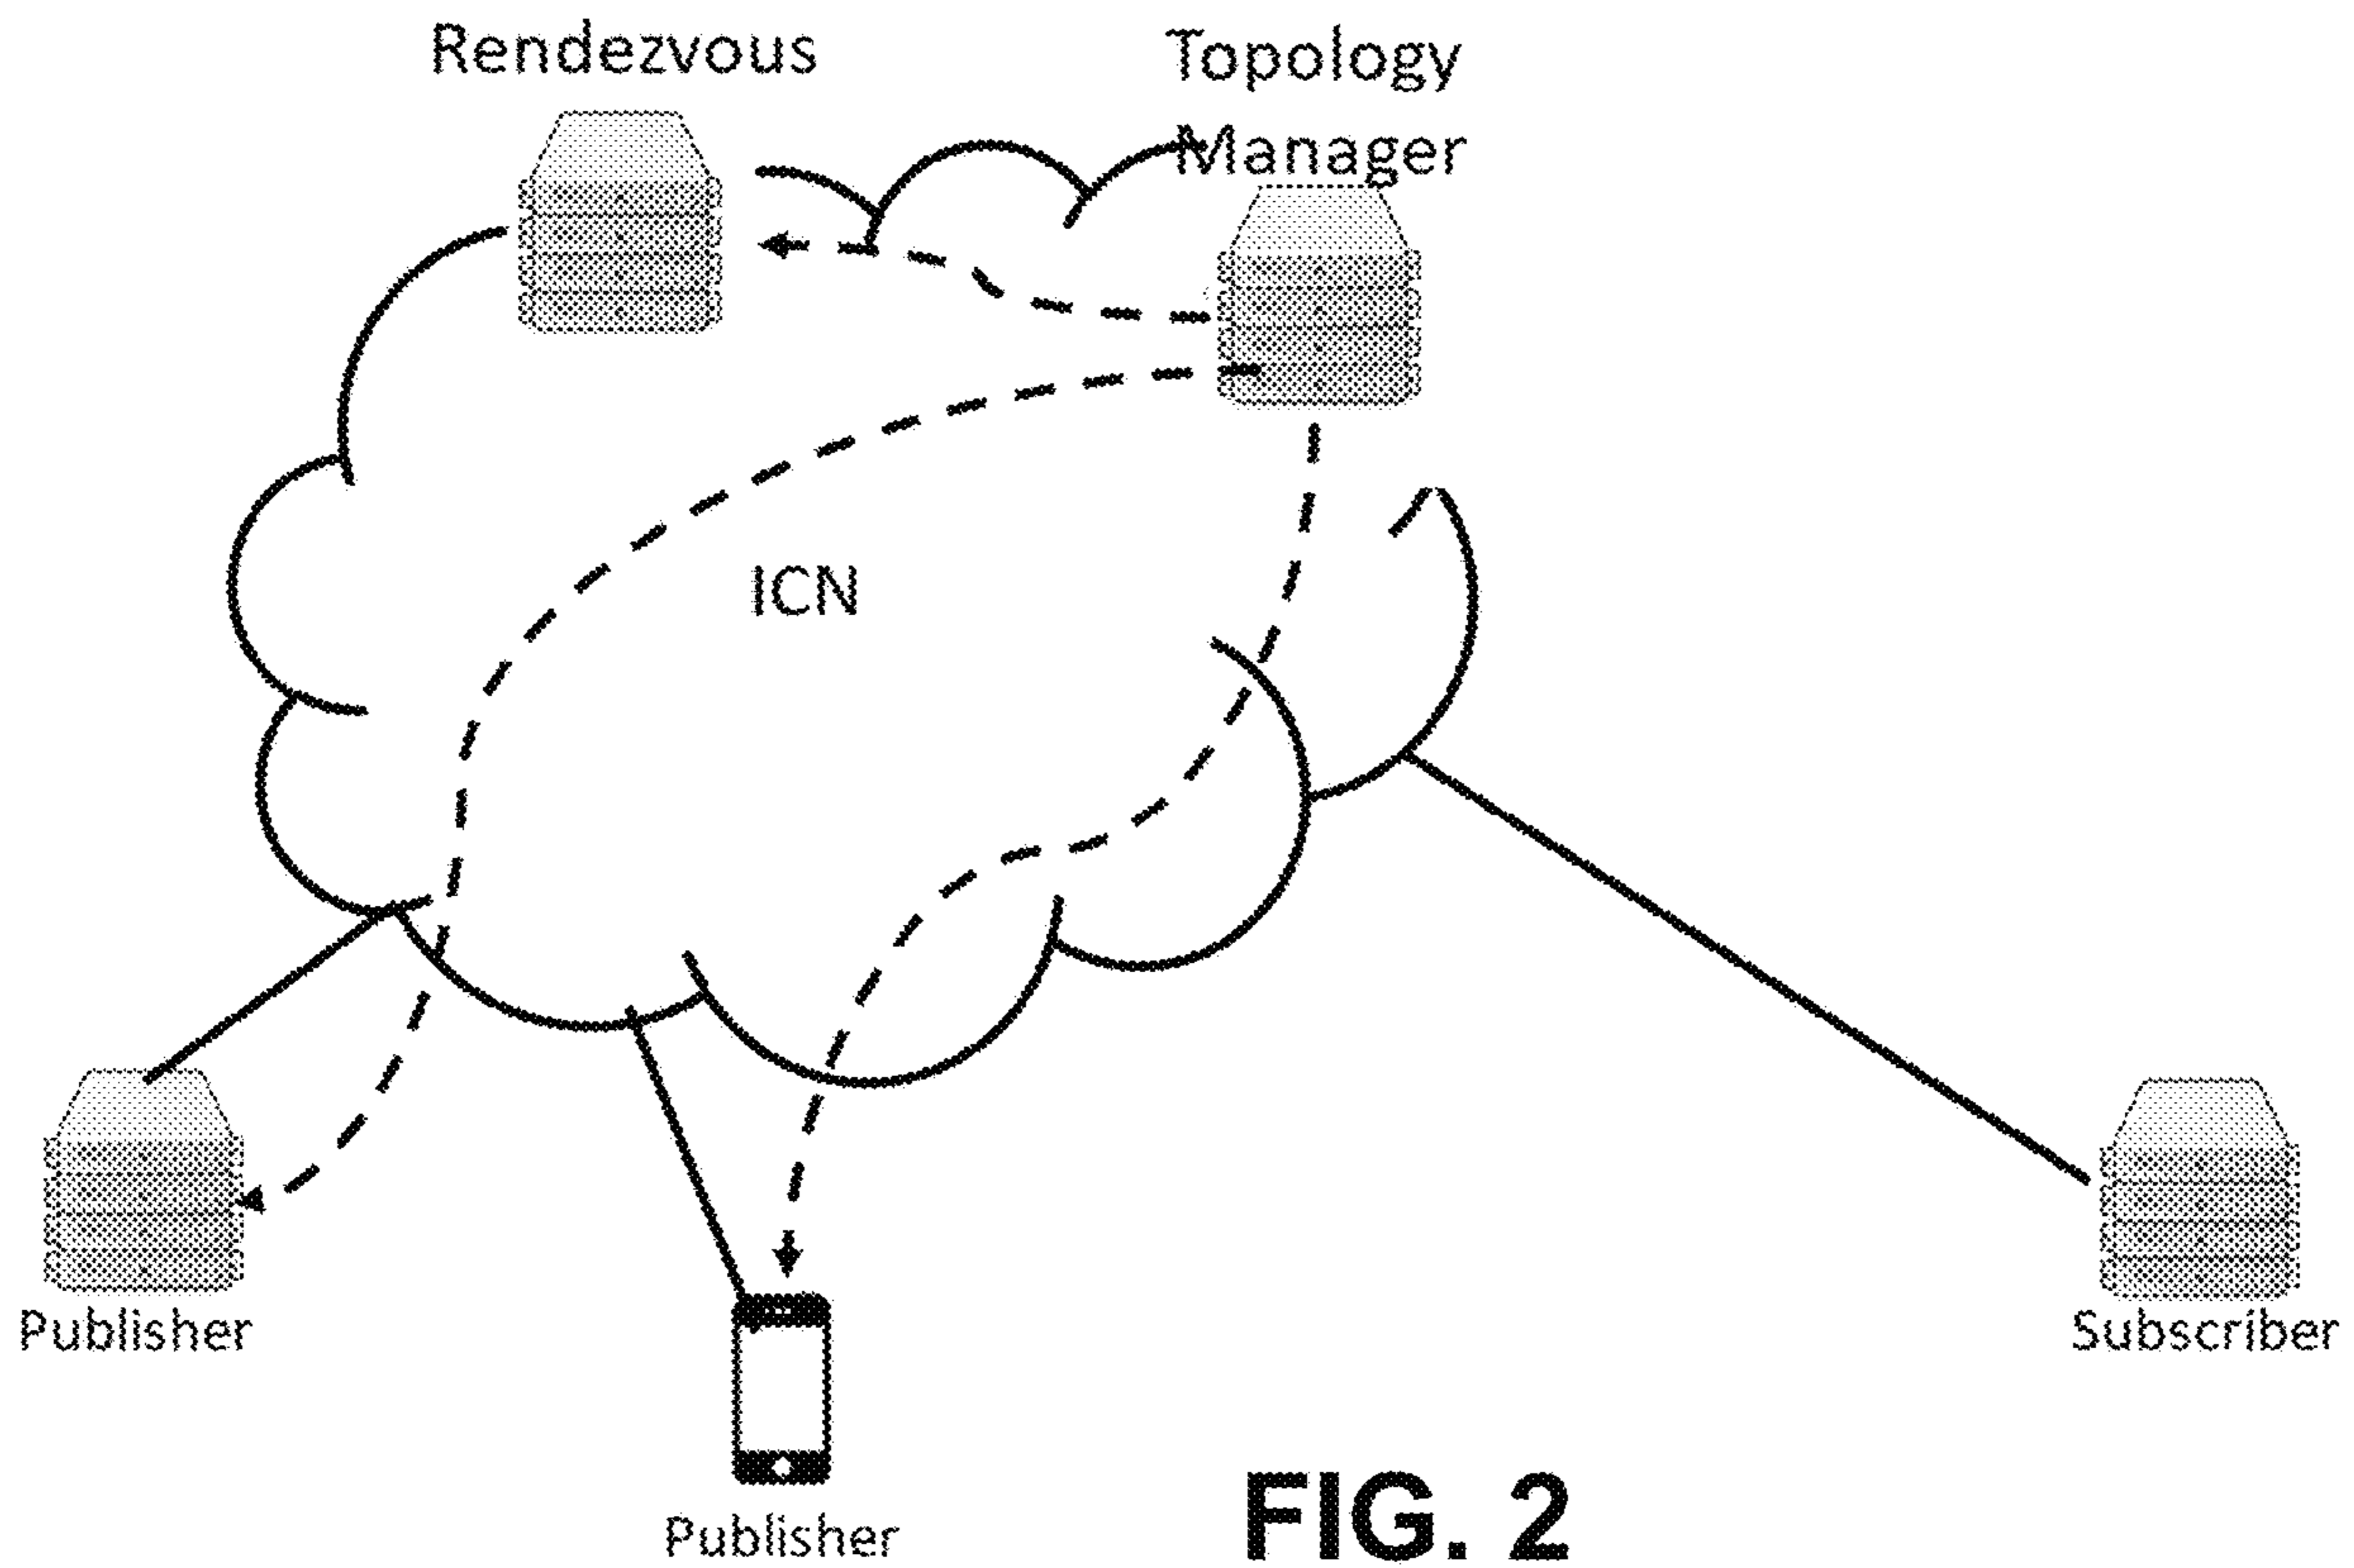 Rendezvous
Topology
Manager
ICN
Publisher
Subscriber
Publisher
FIG. 2